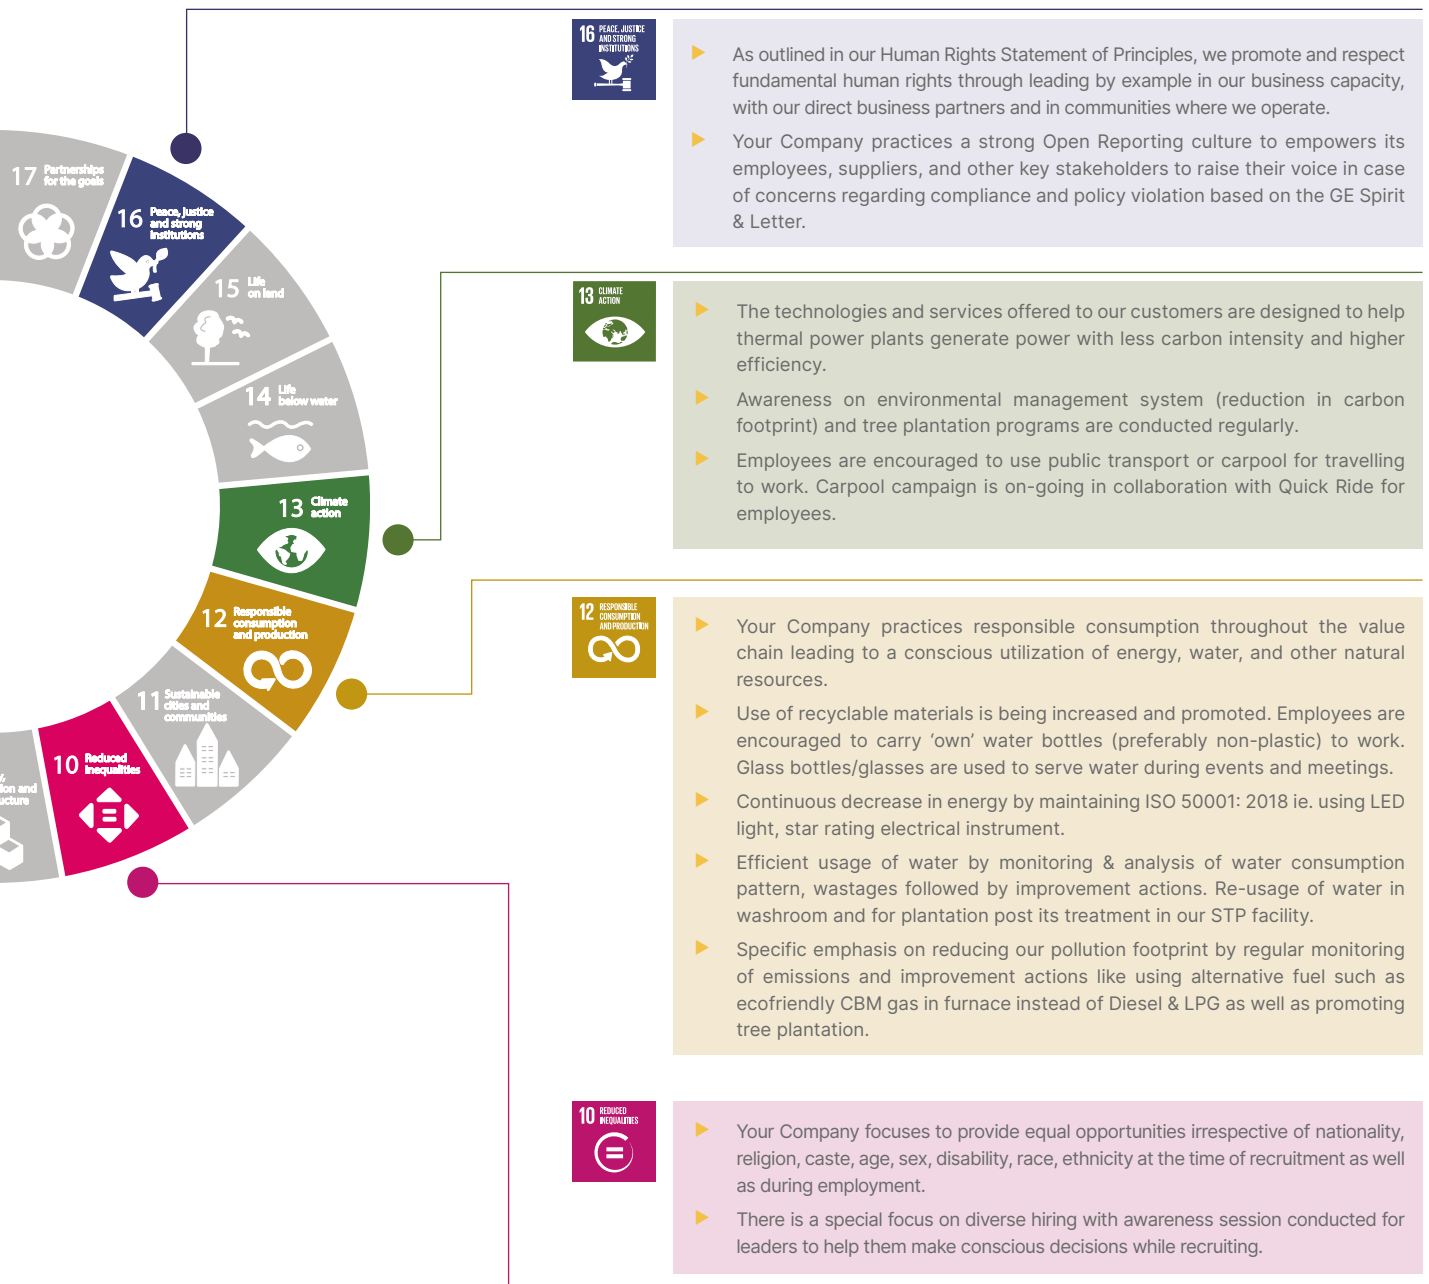 16 PEACE, JUSTICE
AND STRONG
INSTITUTIONS
As outlined in our Human Rights Statement of Principles, we promote and respect
fundamental human rights through leading by example in our business capacity,
with our direct business partners and in communities where we operate.
Your Company practices a strong Open Reporting culture to empowers its
employees, suppliers, and other key stakeholders to raise their voice in case
of concerns regarding compliance and policy violation based on the GE Spirit
& Letter.
17 Partnerships
for the goals
16 Peace, justice
and strong
institutions
15 Life
on land
14 Life
below water
13 Climate
action
12 Responsible
consumption
and production
11 Sustainable
cities and
communities
10 Reduced
inequalities
%
ion and
ucture
13 CLIMATE
ACTION
The technologies and services offered to our customers are designed to help
thermal power plants generate power with less carbon intensity and higher
efficiency.
Awareness on environmental management system (reduction in carbon
footprint) and tree plantation programs are conducted regularly.
Employees are encouraged to use public transport or carpool for travelling
to work. Carpool campaign is on-going in collaboration with Quick Ride for
employees.
12 RESPONSIBLE
CONSUMPTION
AND PRODUCTION
Your Company practices responsible consumption throughout the value
chain leading to a conscious utilization of energy, water, and other natural
resources.
Use of recyclable materials is being increased and promoted. Employees are
encouraged to carry ‘own’ water bottles (preferably non-plastic) to work.
Glass bottles/glasses are used to serve water during events and meetings.
Continuous decrease in energy by maintaining ISO 50001: 2018 ie. using LED
light, star rating electrical instrument.
Efficient usage of water by monitoring & analysis of water consumption
pattern, wastages followed by improvement actions. Re-usage of water in
washroom and for plantation post its treatment in our STP facility.
Specific emphasis on reducing our pollution footprint by regular monitoring
of emissions and improvement actions like using alternative fuel such as
ecofriendly CBM gas in furnace instead of Diesel & LPG as well as promoting
tree plantation.
10 REDUCED
INEQUALITIES
Your Company focuses to provide equal opportunities irrespective of nationality,
religion, caste, age, sex, disability, race, ethnicity at the time of recruitment as well
as during employment.
There is a special focus on diverse hiring with awareness session conducted for
leaders to help them make conscious decisions while recruiting.